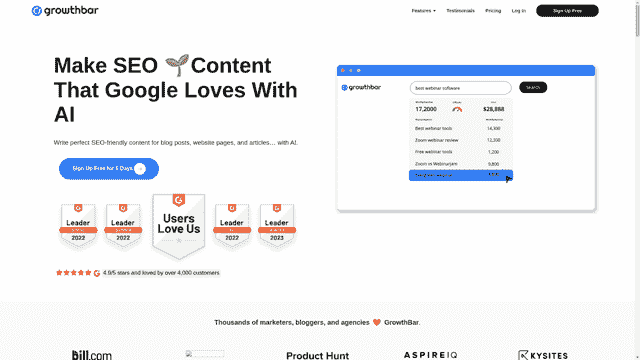 growthbar
Features
Testimonials
Pricing
Log In
Sign Up Free
Make SEO 🌱 Content
That Google Loves With
AI
Write perfect SEO-friendly content for blog posts, website pages, and articles... with AI.
Sign Up Free for 5 Days
Leader
2022
Leader
2022
Users
Love Us
Leader
2022
Leader
2023
4.9/5 stars and loved by over 4,000 customers
growthbar
best webinar software
17,2000
$28,888
Best webinar tools 14,300
Zoom webinar review 12,200
Free webinar tools 1,200
Zoom vs Webinarjam 9,800
Thousands of marketers, bloggers, and agencies ❤️ GrowthBar.
bill.com
Product Hunt
ASPIREIQ
KYSITES